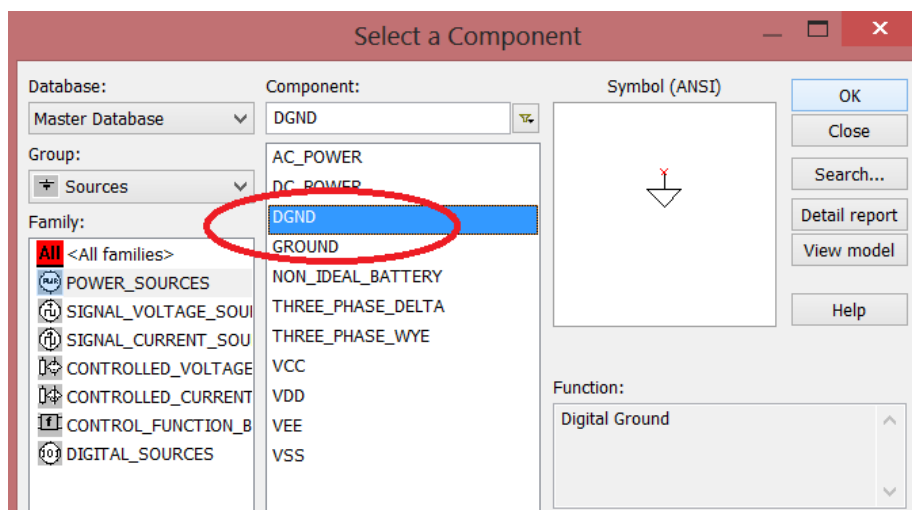 Select a Component
Database:
Master Database
Group:
Sources
Family:
All <All families>
POWER_SOURCES
SIGNAL_VOLTAGE_SOU
SIGNAL_CURRENT_SOU
CONTROLLED_VOLTAGE
CONTROLLED_CURRENT
CONTROL_FUNCTION_B
DIGITAL_SOURCES
Component:
DGND
AC_POWER
DC_POWER
DGND
GROUND
NON_IDEAL_BATTERY
THREE_PHASE_DELTA
THREE_PHASE_WYE
VCC
VDD
VEE
VSS
Symbol (ANSI)
Function:
Digital Ground
OK
Close
Search...
Detail report
View model
Help